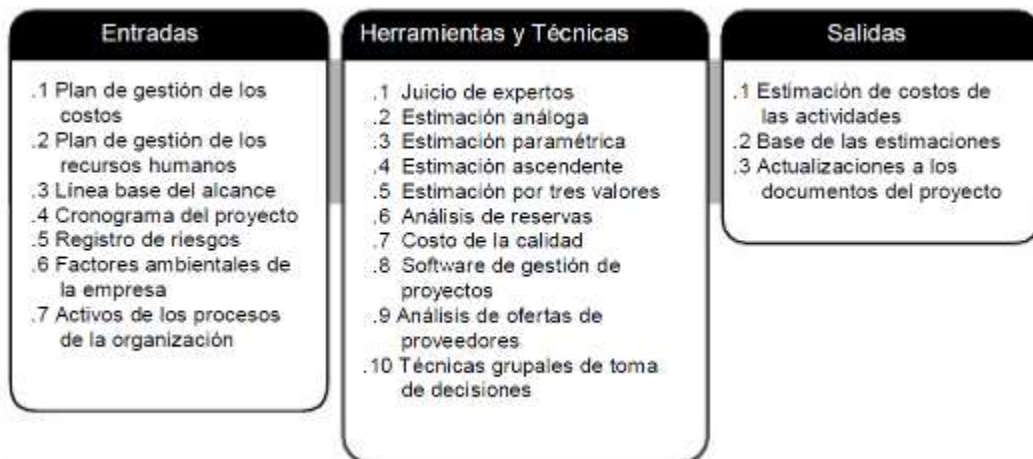 Entradas
.1 Plan de gestión de los
costos
.2 Plan de gestión de los
recursos humanos
.3 Línea base del alcance
.4 Cronograma del proyecto
.5 Registro de riesgos
.6 Factores ambientales de
la empresa
.7 Activos de los procesos
de la organización
Herramientas y Técnicas
.1 Juicio de expertos
.2 Estimación análoga
.3 Estimación paramétrica
.4 Estimación ascendente
.5 Estimación por tres valores
.6 Análisis de reservas
.7 Costo de la calidad
.8 Software de gestión de
proyectos
.9 Análisis de ofertas de
proveedores
.10 Técnicas grupales de toma
de decisiones
Salidas
.1 Estimación de costos de
las actividades
.2 Base de las estimaciones
.3 Actualizaciones a los
documentos del proyecto